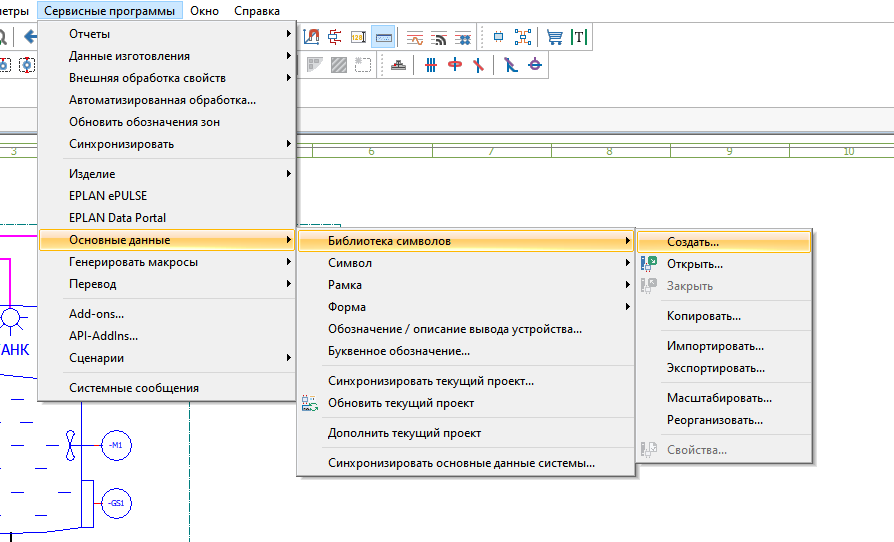 метры Сервисные программы Окно Справка
Отчеты
Данные изготовления
Внешняя обработка свойств
Автоматизированная обработка...
Обновить обозначения зон
Синхронизировать
3 6 7 8 9 10
Изделие
EPLAN ePULSE
EPLAN Data Portal
Основные данные
Генерировать макросы
Перевод
Add-ons...
API-AddIns...
Сценарии
Системные сообщения
Библиотека символов
Символ
Рамка
Форма
Обозначение / описание вывода устройства...
Буквенное обозначение...
Синхронизировать текущий проект...
Обновить текущий проект
Дополнить текущий проект
Синхронизировать основные данные системы...
Создать...
Открыть...
Закрыть
Копировать...
Импортировать...
Экспортировать...
Масштабировать...
Реорганизовать...
Свойства...
АНК
-M1
-GS1